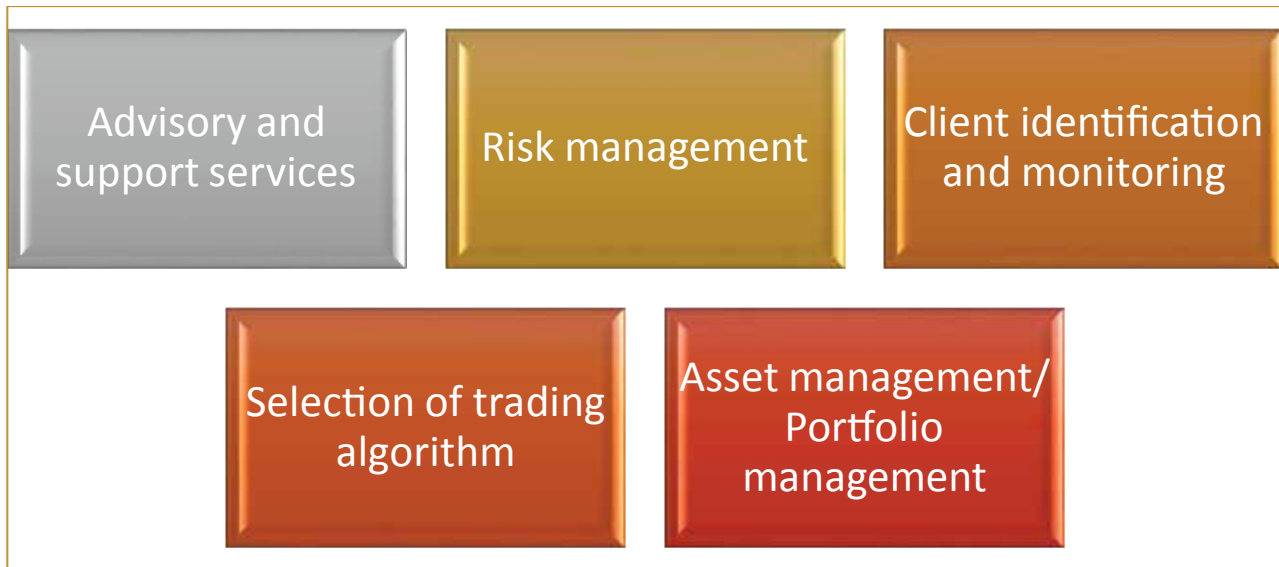 Advisory and
support services
Risk management
Client identification
and monitoring
Selection of trading
algorithm
Asset management/
Portfolio
management